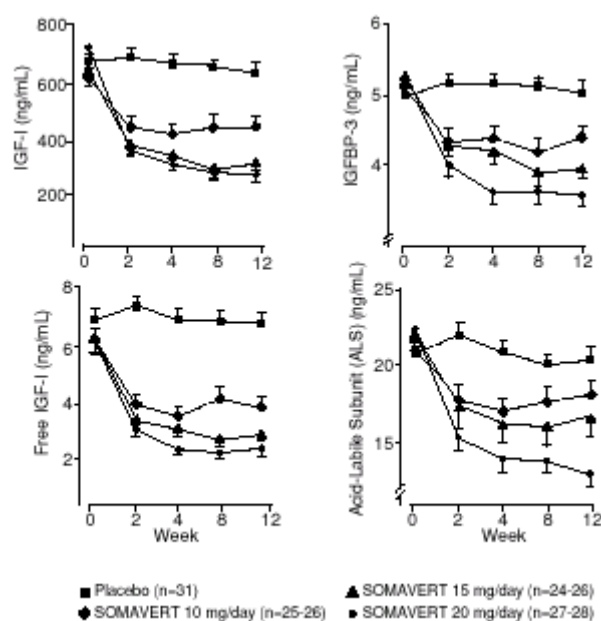 800
600
400
200
IGF-I (ng/mL)
0 2 4 8 12
6
5
4
IGFBP-3 (ng/mL)
0 2 4 8 12
8
6
4
2
Free IGF-I (ng/mL)
0 2 4 8 12
Week
25
20
15
Acid-Labile Subunit (ALS) (ng/mL)
0 2 4 8 12
Week
Placebo (n=31)
SOMAVERT 15 mg/day (n=24-26)
SOMAVERT 10 mg/day (n=25-26)
SOMAVERT 20 mg/day (n=27-28)